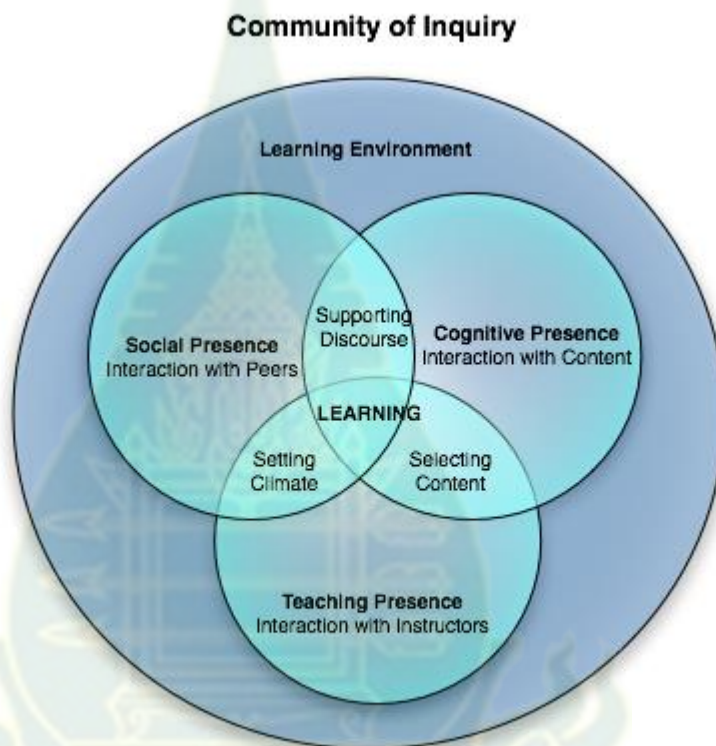 Community of Inquiry
Learning Environment
Supporting
Discourse
Social Presence
Interaction with Peers
Cognitive Presence
Interaction with Content
LEARNING
Setting
Climate
Selecting
Content
Teaching Presence
Interaction with Instructors